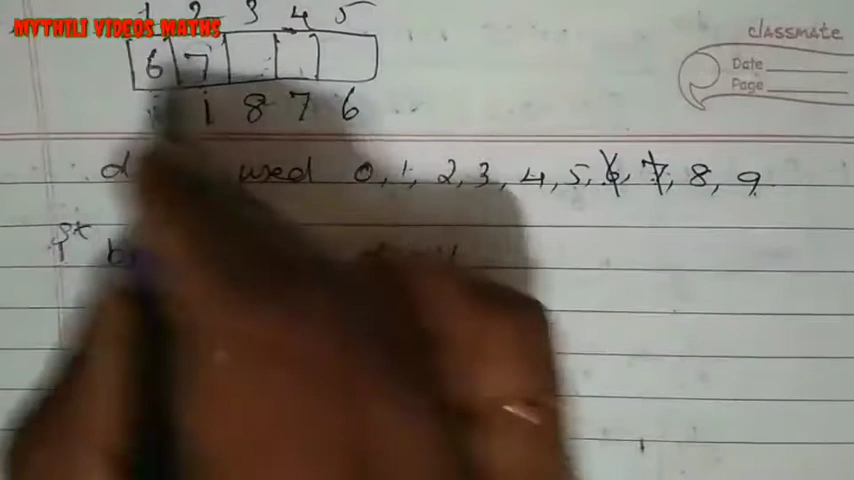 MYTHILI VIDEOS MATHS
1 2 3 4 5
classmate
6 7
Date
Page
1 8 7 6
used 0, 1, 2, 3, 4, 5, 6, 7, 8, 9